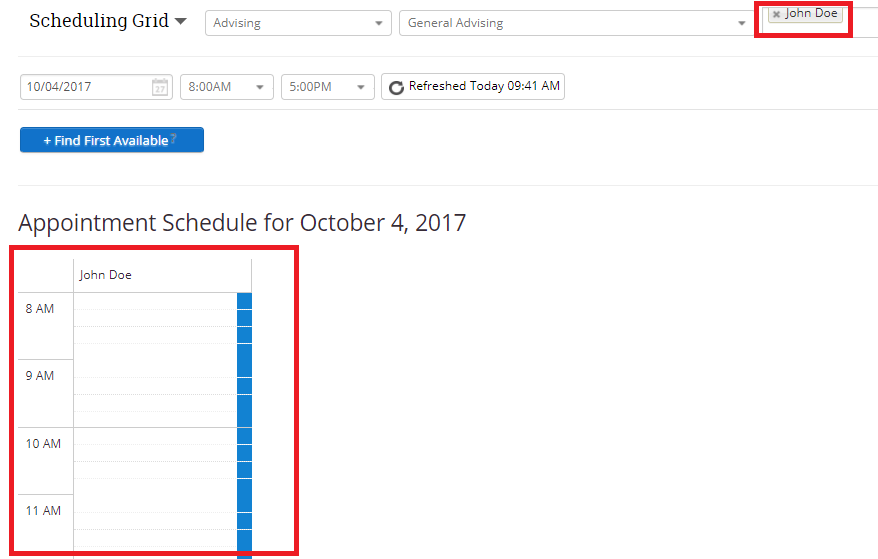 Scheduling Grid Advising General Advising × John Doe
10/04/2017 27 8:00AM 5:00PM Refreshed Today 09:41 AM
+ Find First Available ?
Appointment Schedule for October 4, 2017
John Doe
8 AM
9 AM
10 AM
11 AM